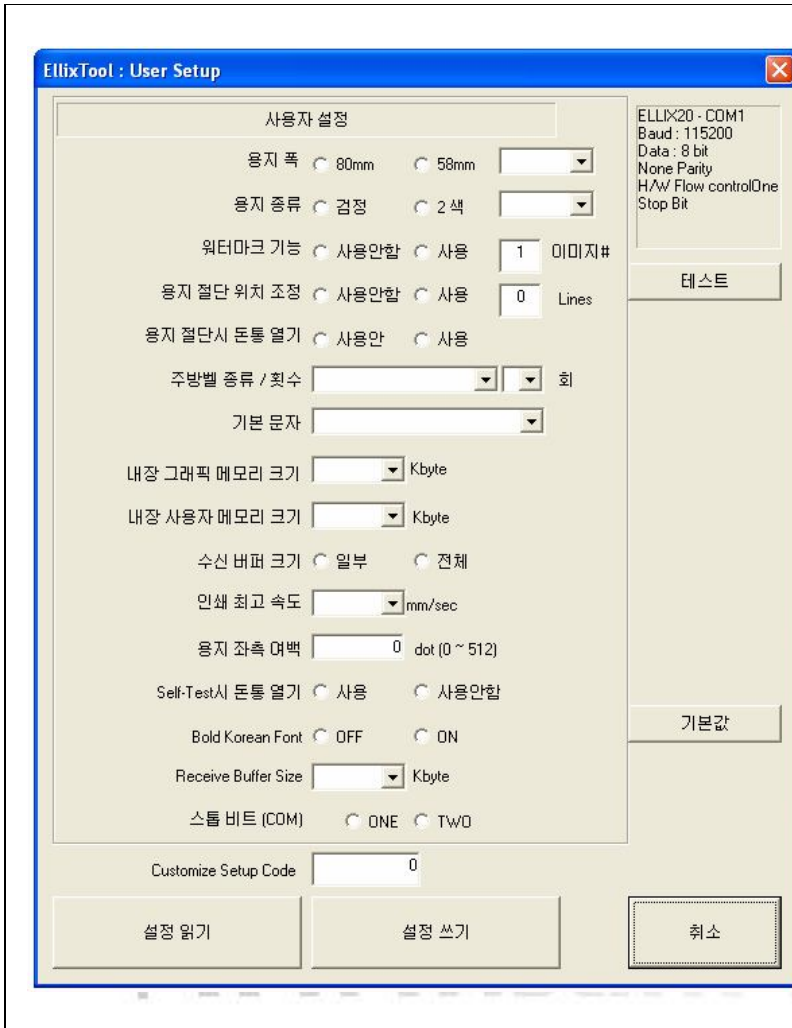 EllixTool : User Setup
사용자 설정
용지 폭 80mm 58mm
용지 종류 검정 2 색
워터마크 기능 사용안함 사용 1 이미지#
용지 절단 위치 조정 사용안함 사용 0 Lines
용지 절단시 돈통 열기 사용안 사용
주방벨 종류 / 횟수 회
기본 문자
내장 그래픽 메모리 크기 Kbyte
내장 사용자 메모리 크기 Kbyte
수신 버퍼 크기 일부 전체
인쇄 최고 속도 mm/sec
용지 좌측 여백 0 dot (0 ~ 512)
Self-Test시 돈통 열기 사용 사용안함
Bold Korean Font OFF ON
Receive Buffer Size Kbyte
스톱 비트 (COM) ONE TWO
Customize Setup Code 0
설정 읽기
설정 쓰기
ELLIX20 - COM1
Baud : 115200
Data : 8 bit
None Parity
H/W Flow controlOne
Stop Bit
테스트
기본값
취소